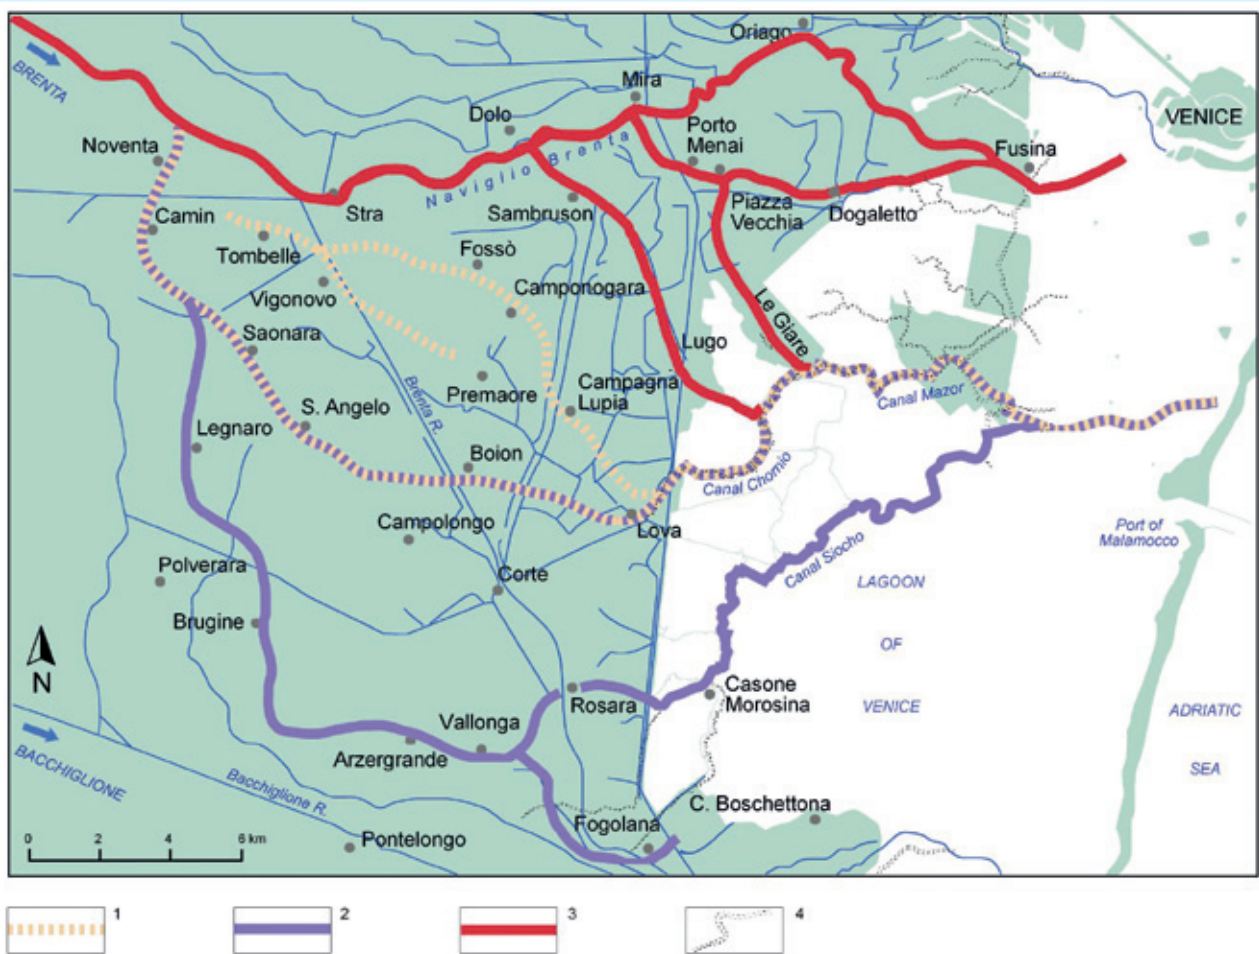 Oriago
BRENTA
Mira
Dolo
VENICE
Noventa
Porto
Menai
Fusina
Naviglio Brenta
Camin
Stra
Sambruson
Piazza
Vecchia
Dogaletto
Tombelle
Fossò
Vigonovo
Camponogara
Le Giare
Saonara
Lugo
Premaore
Campagna
Lupia
Brenta R.
Canal Mazor
S. Angelo
Legnaro
Boion
Canal Chornio
Campolongo
Lova
Port of
Malamocco
Canal Siocho
Polverara
Corte
LAGOON
Brugine
OF
N
Rosara
Casone
Morosina
VENICE
ADRIATIC
Vallonga
Arzergrande
SEA
BACCHIGLIONE
Bacchiglione R.
C. Boschettona
Fogolana
0 2 4 6 km
Pontelongo
1 2 3 4